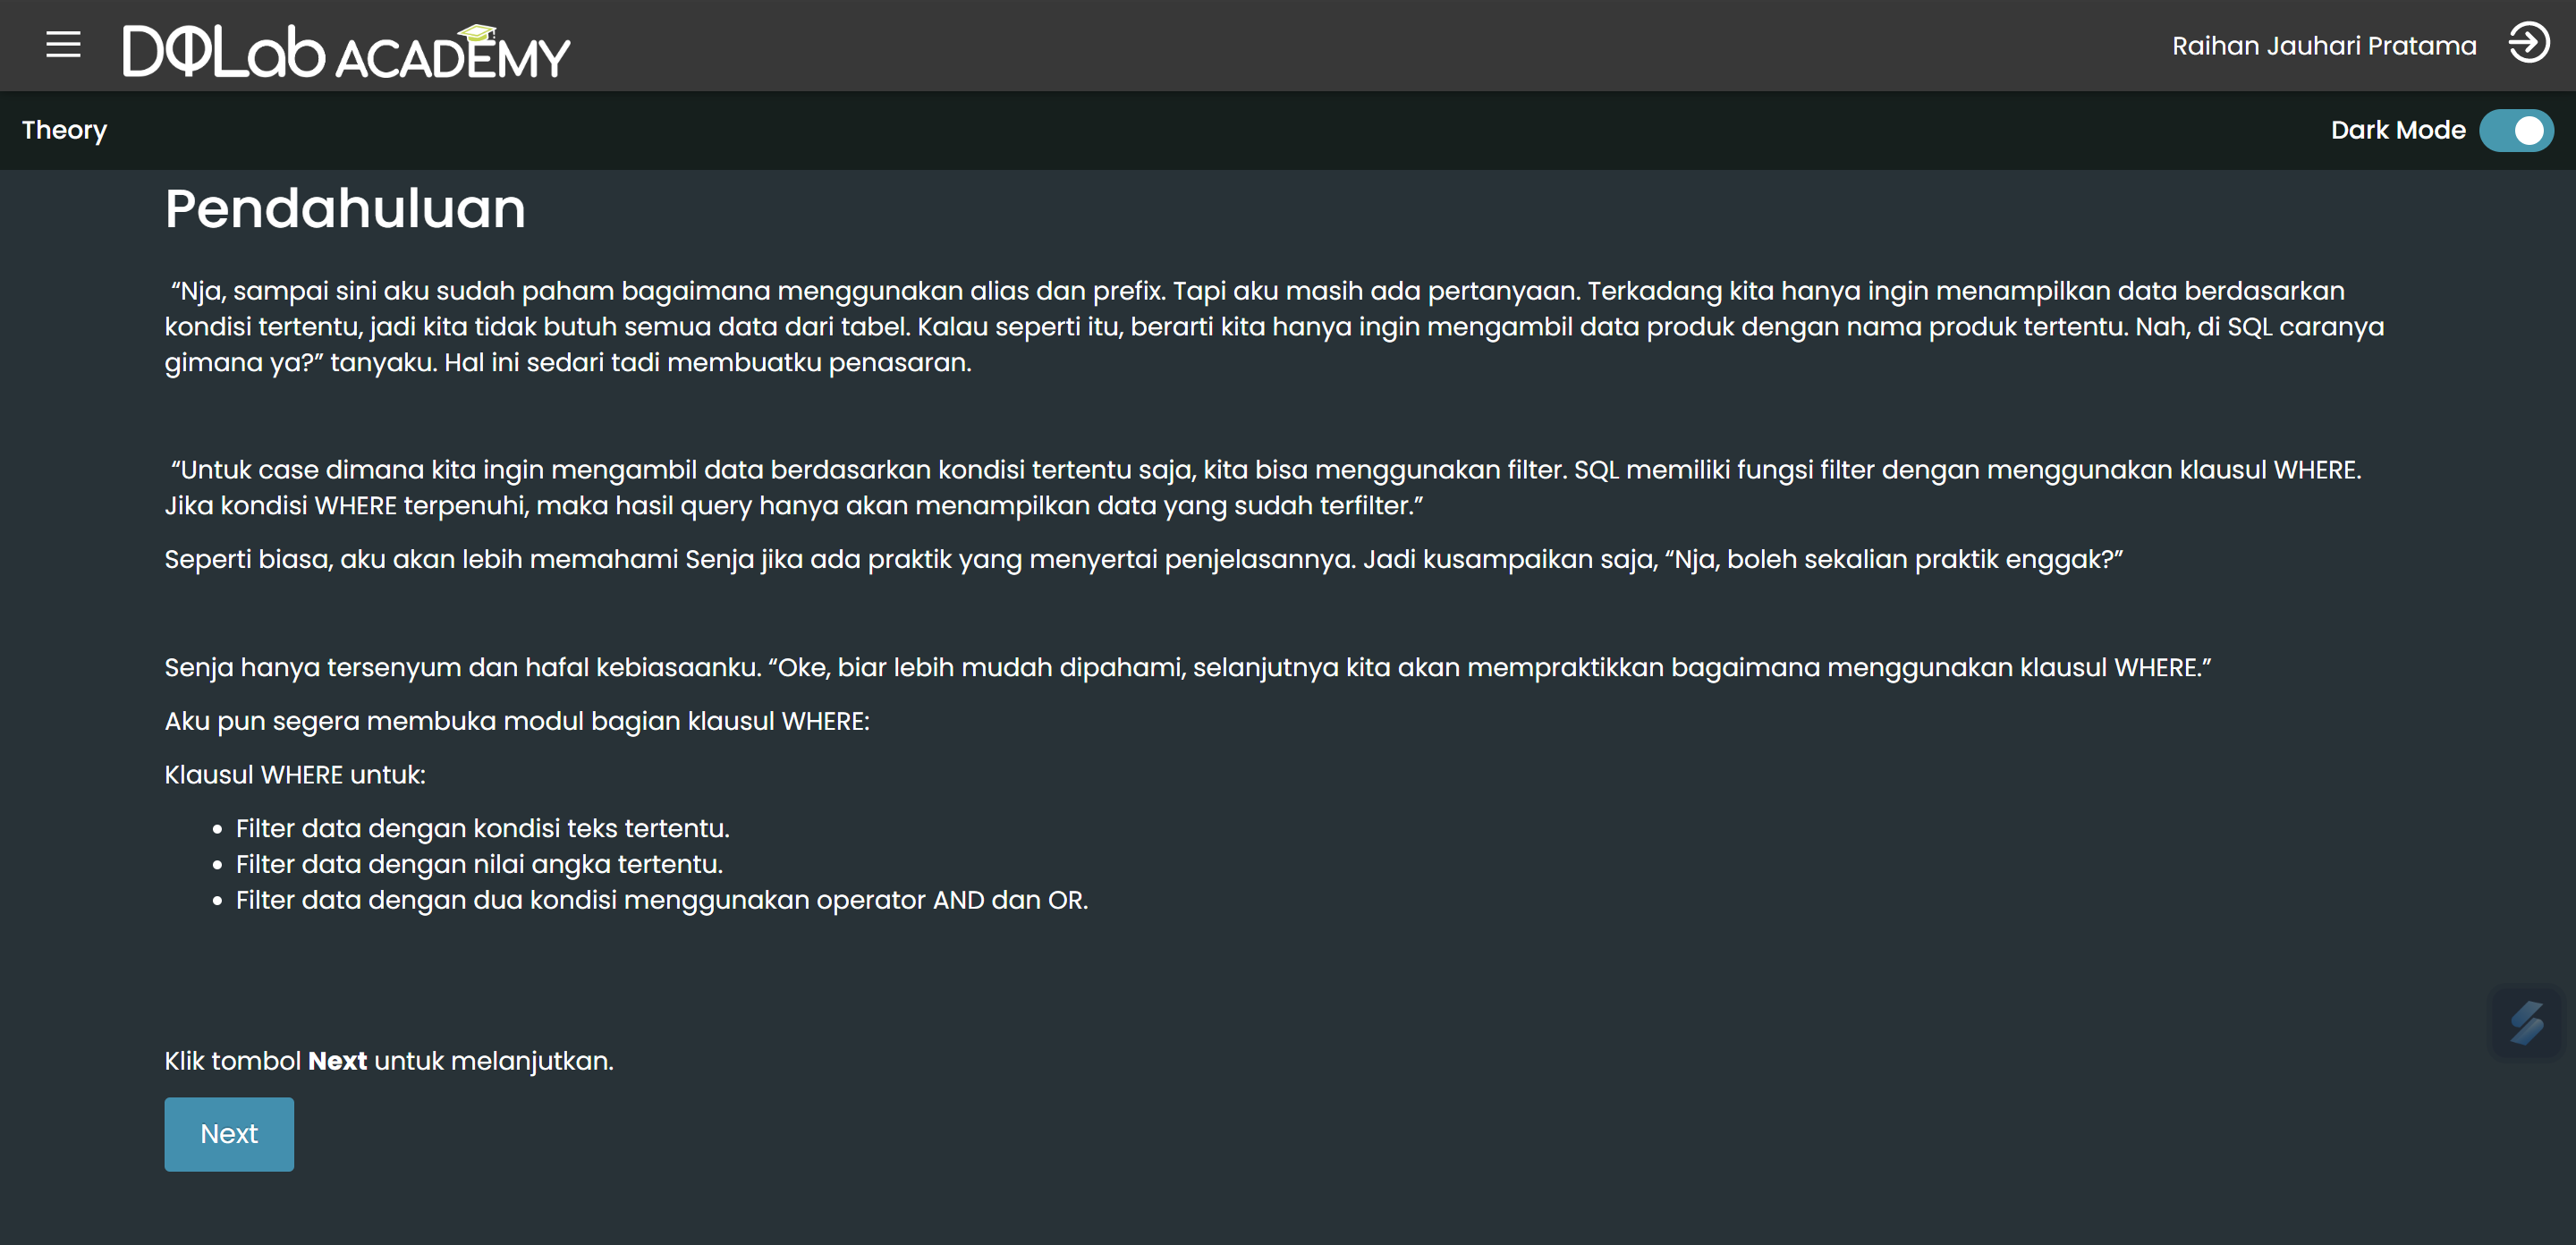 DQLab ACADEMY
Raihan Jauhari Pratama
Theory
Dark Mode
Pendahuluan
“Nja, sampai sini aku sudah paham bagaimana menggunakan alias dan prefix. Tapi aku masih ada pertanyaan. Terkadang kita hanya ingin menampilkan data berdasarkan
kondisi tertentu, jadi kita tidak butuh semua data dari tabel. Kalau seperti itu, berarti kita hanya ingin mengambil data produk dengan nama produk tertentu. Nah, di SQL caranya
gimana ya?” tanyaku. Hal ini sedari tadi membuatku penasaran.
“Untuk case dimana kita ingin mengambil data berdasarkan kondisi tertentu saja, kita bisa menggunakan filter. SQL memiliki fungsi filter dengan menggunakan klausul WHERE.
Jika kondisi WHERE terpenuhi, maka hasil query hanya akan menampilkan data yang sudah terfilter.”
Seperti biasa, aku akan lebih memahami Senja jika ada praktik yang menyertai penjelasannya. Jadi kusampaikan saja, “Nja, boleh sekalian praktik enggak?”
Senja hanya tersenyum dan hafal kebiasaanku. “Oke, biar lebih mudah dipahami, selanjutnya kita akan mempraktikkan bagaimana menggunakan klausul WHERE.”
Aku pun segera membuka modul bagian klausul WHERE:
Klausul WHERE untuk:
• Filter data dengan kondisi teks tertentu.
• Filter data dengan nilai angka tertentu.
• Filter data dengan dua kondisi menggunakan operator AND dan OR.
Klik tombol Next untuk melanjutkan.
Next